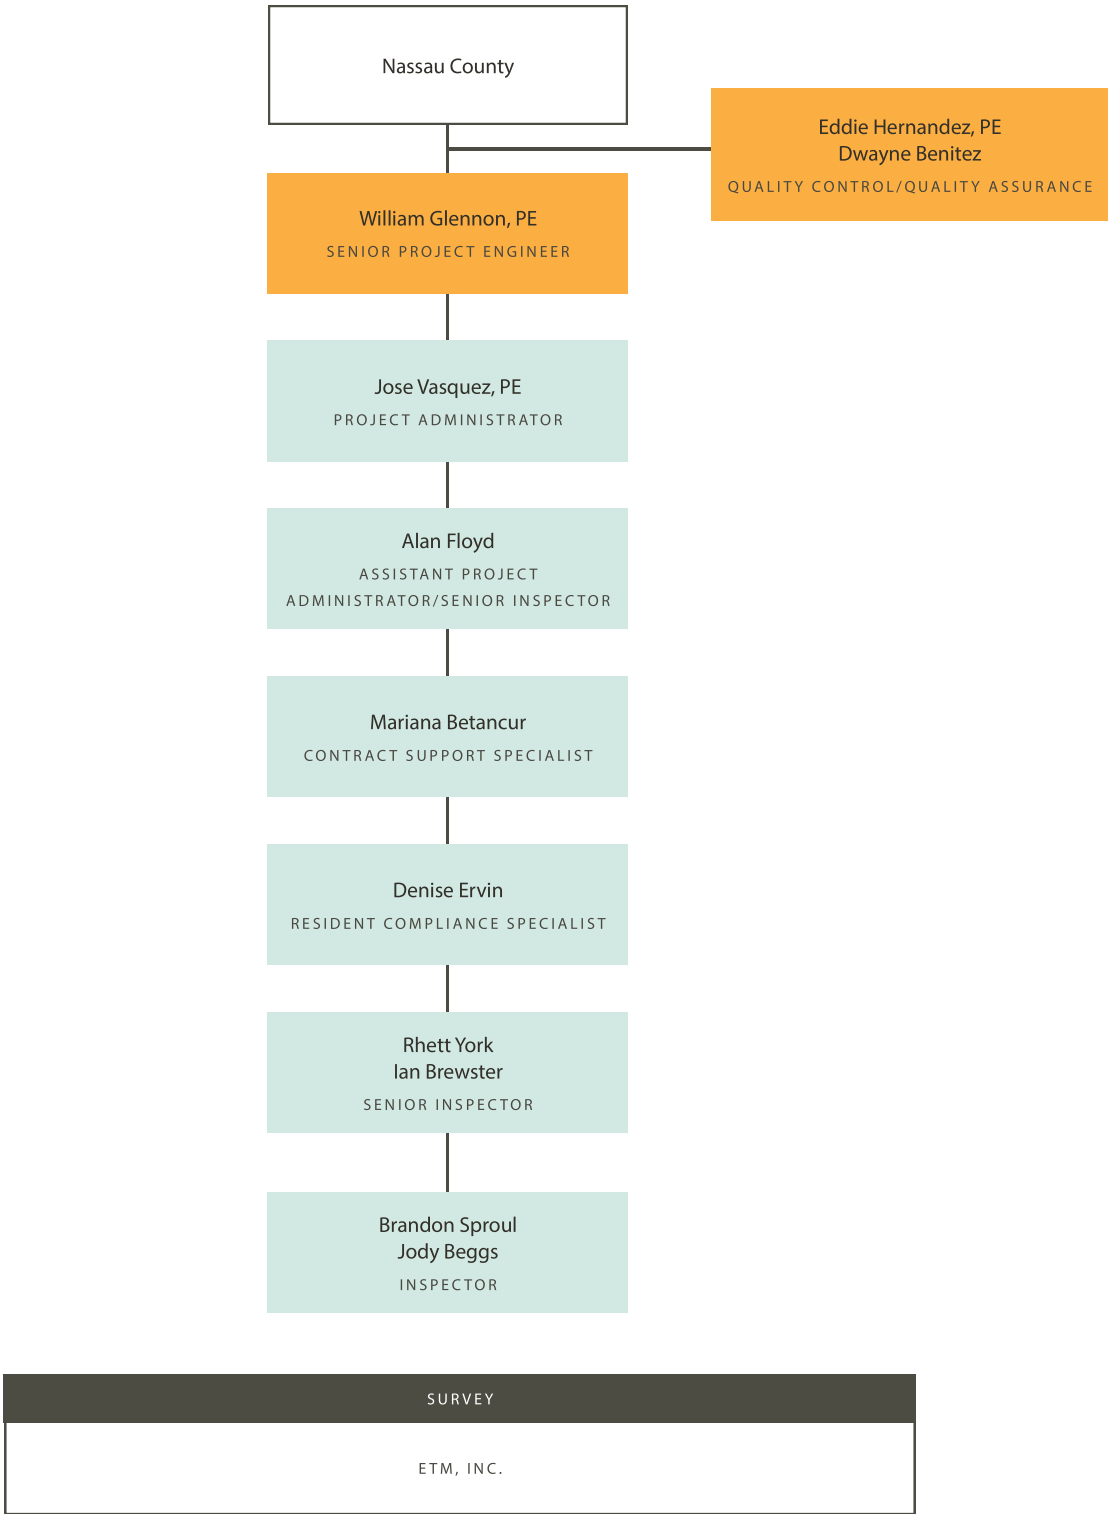 Nassau County
Eddie Hernandez, PE
Dwayne Benitez
QUALITY CONTROL/QUALITY ASSURANCE
William Glennon, PE
SENIOR PROJECT ENGINEER
Jose Vasquez, PE
PROJECT ADMINISTRATOR
Alan Floyd
ASSISTANT PROJECT
ADMINISTRATOR/SENIOR INSPECTOR
Mariana Betancur
CONTRACT SUPPORT SPECIALIST
Denise Ervin
RESIDENT COMPLIANCE SPECIALIST
Rhett York
Ian Brewster
SENIOR INSPECTOR
Brandon Sproul
Jody Beggs
INSPECTOR
SURVEY
ETM, INC.